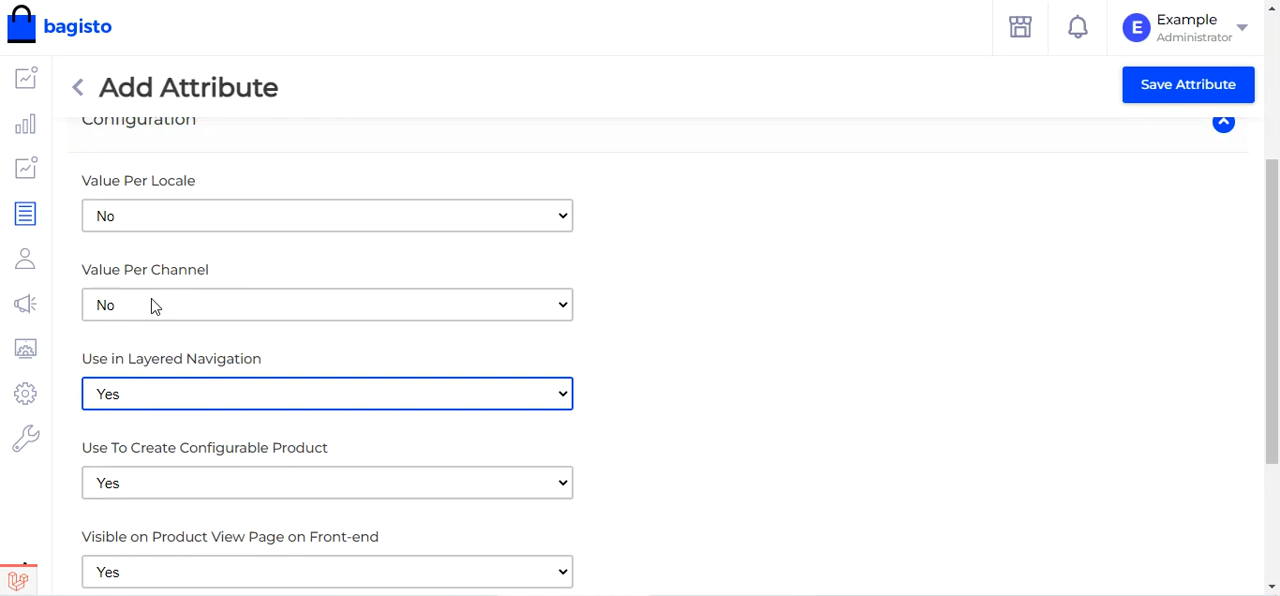 bagisto
E
Example
Administrator
Add Attribute
Save Attribute
Configuration
Value Per Locale
No
Value Per Channel
No
Use in Layered Navigation
Yes
Use To Create Configurable Product
Yes
Visible on Product View Page on Front-end
Yes